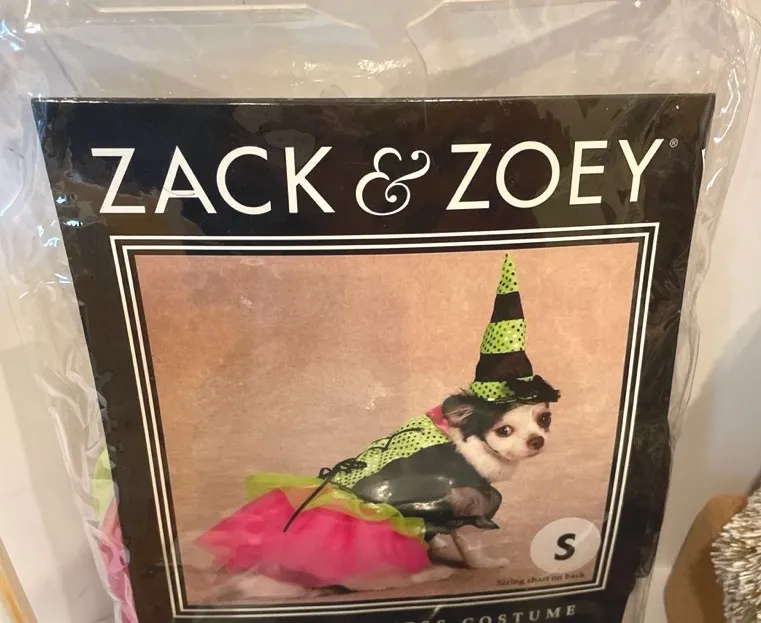 ZACK & ZOEY®
S
Sizing chart on back
COSTUME